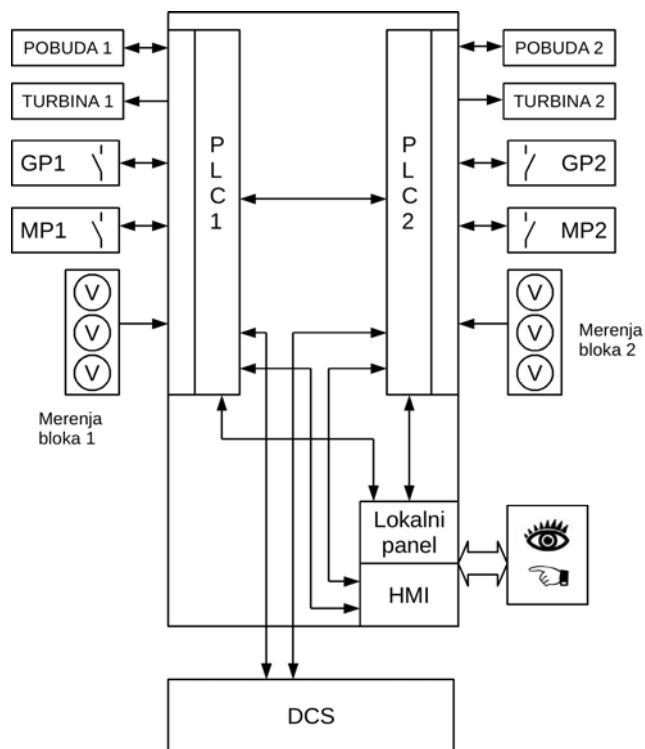 POBUDA 1
POBUDA 2
TURBINA 1
TURBINA 2
GP1
GP2
MP1
MP2
P
L
C
1
P
L
C
2
V
V
V
V
V
V
Merenja
bloka 1
Merenja
bloka 2
Lokalni
panel
HMI
DCS